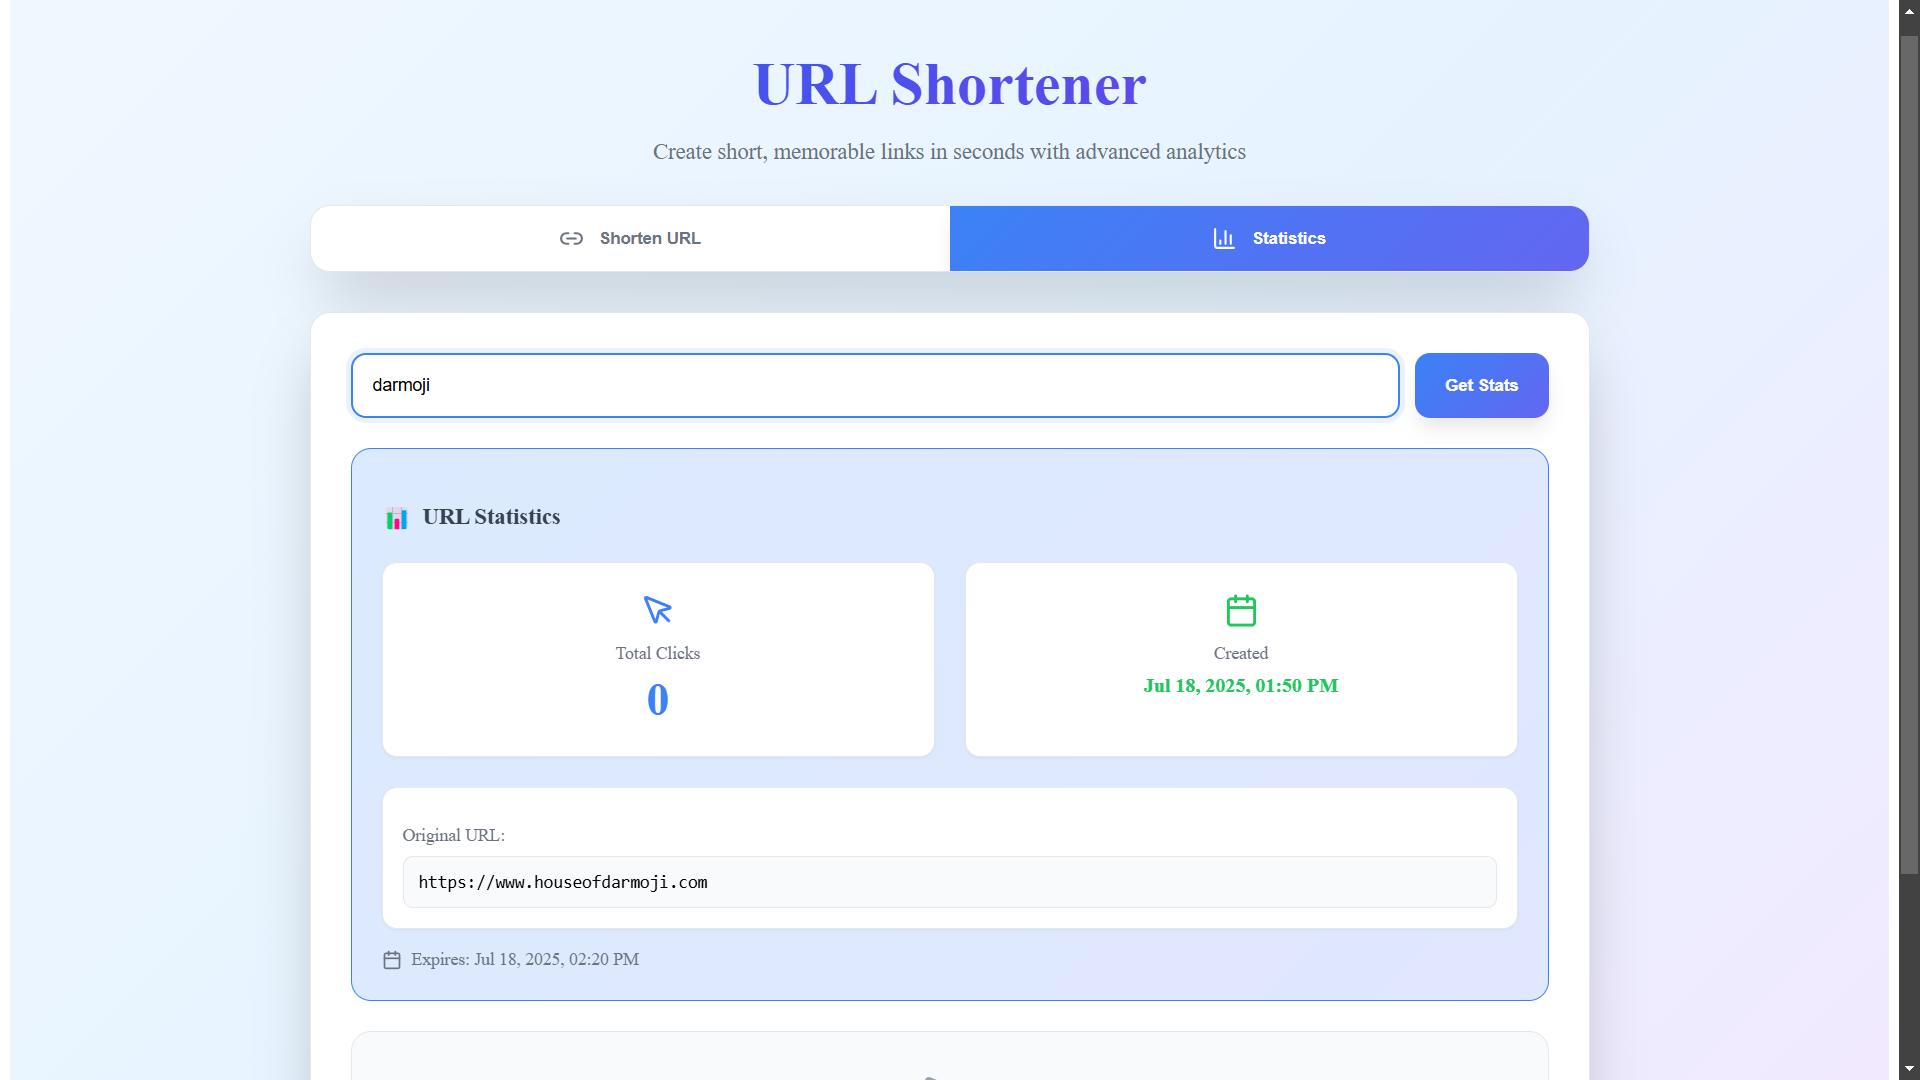 URL Shortener
Create short, memorable links in seconds with advanced analytics
Shorten URL
Statistics
darmoji
Get Stats
URL Statistics
Total Clicks
0
Created
Jul 18, 2025, 01:50 PM
Original URL:
https://www.houseofdarmoji.com
Expires: Jul 18, 2025, 02:20 PM